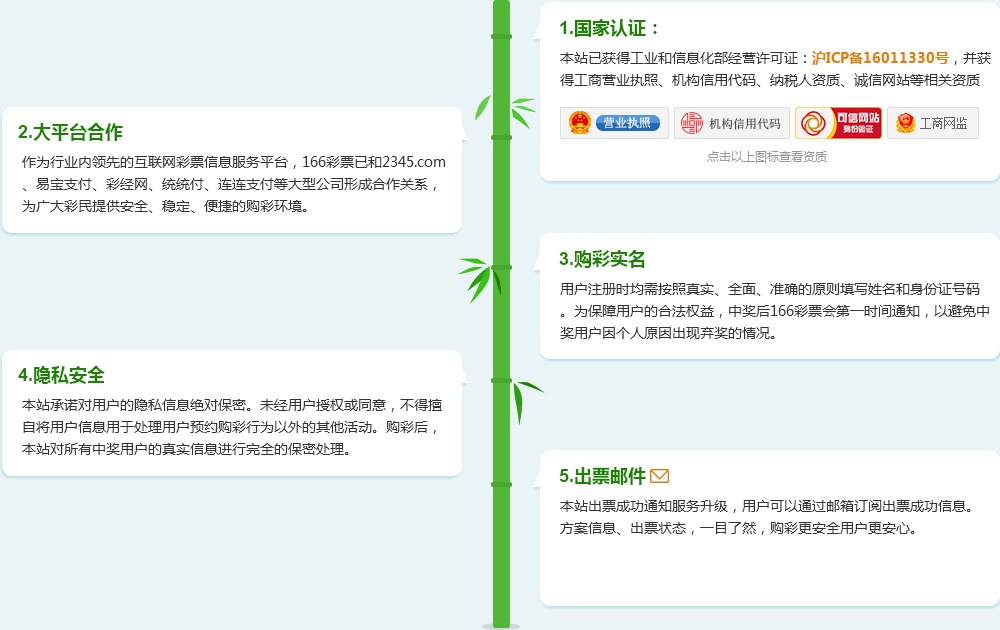 1.国家认证：
本站已获得工业和信息化部经营许可证：沪ICP备16011330号，并获
得工商营业执照、机构信用代码、纳税人资质、诚信网站等相关资质
营业执照
机构信用代码
可信网站
身份验证
工商网监
点击以上图标查看资质
2.大平台合作
作为行业内领先的互联网彩票信息服务平台，166彩票已和2345.com
、易宝支付、彩经网、统统付、连连支付等大型公司形成合作关系，
为广大彩民提供安全、稳定、便捷的购彩环境。
3.购彩实名
用户注册时均需按照真实、全面、准确的原则填写姓名和身份证号码
。为保障用户的合法权益，中奖后166彩票会第一时间通知，以避免中
奖用户因个人原因出现弃奖的情况。
4.隐私安全
本站承诺对用户的隐私信息绝对保密。未经用户授权或同意，不得擅
自将用户信息用于处理用户预约购彩行为以外的其他活动。购彩后，
本站对所有中奖用户的真实信息进行完全的保密处理。
5.出票邮件
本站出票成功通知服务升级，用户可以通过邮箱订阅出票成功信息。
方案信息、出票状态，一目了然，购彩更安全用户更安心。